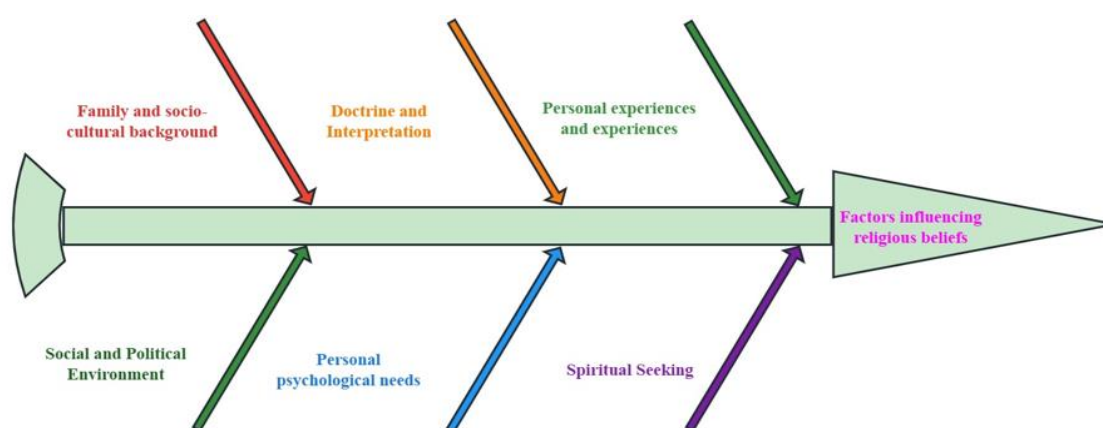 Family and socio-
cultural background
Doctrine and
Interpretation
Personal experiences
and experiences
Factors influencing
religious beliefs
Social and Political
Environment
Personal
psychological needs
Spiritual Seeking